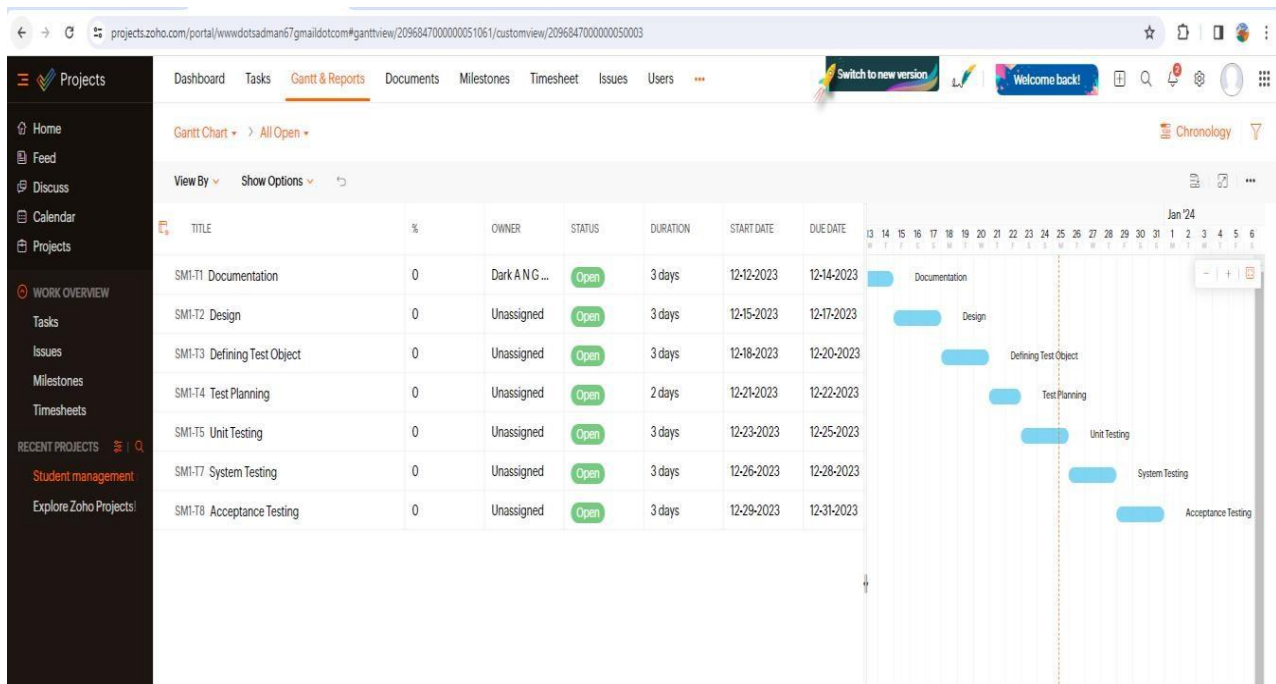 projects.zoho.com/portal/wwwdotsadman67gmaildotcom#ganttview/2096847000000051061/customview/2096847000000050003
Projects
Dashboard Tasks Gantt & Reports Documents Milestones Timesheet Issues Users
Switch to new version
Welcome back!
Home
Feed
Discuss
Calendar
Projects
WORK OVERVIEW
Tasks
Issues
Milestones
Timesheets
RECENT PROJECTS
Student management
Explore Zoho Projects!
Gantt Chart > All Open
Chronology
View By Show Options
TITLE % OWNER STATUS DURATION START DATE DUE DATE
Jan '24
13 14 15 16 17 18 19 20 21 22 23 24 25 26 27 28 29 30 31 1 2 3 4 5 6
W T F S S M T W T F S S M T W T F S S M T W T F S
SM1-T1 Documentation 0 Dark A N G ... Open 3 days 12-12-2023 12-14-2023 Documentation
SM1-T2 Design 0 Unassigned Open 3 days 12-15-2023 12-17-2023 Design
SM1-T3 Defining Test Object 0 Unassigned Open 3 days 12-18-2023 12-20-2023 Defining Test Object
SM1-T4 Test Planning 0 Unassigned Open 2 days 12-21-2023 12-22-2023 Test Planning
SM1-T5 Unit Testing 0 Unassigned Open 3 days 12-23-2023 12-25-2023 Unit Testing
SM1-T7 System Testing 0 Unassigned Open 3 days 12-26-2023 12-28-2023 System Testing
SM1-T8 Acceptance Testing 0 Unassigned Open 3 days 12-29-2023 12-31-2023 Acceptance Testing